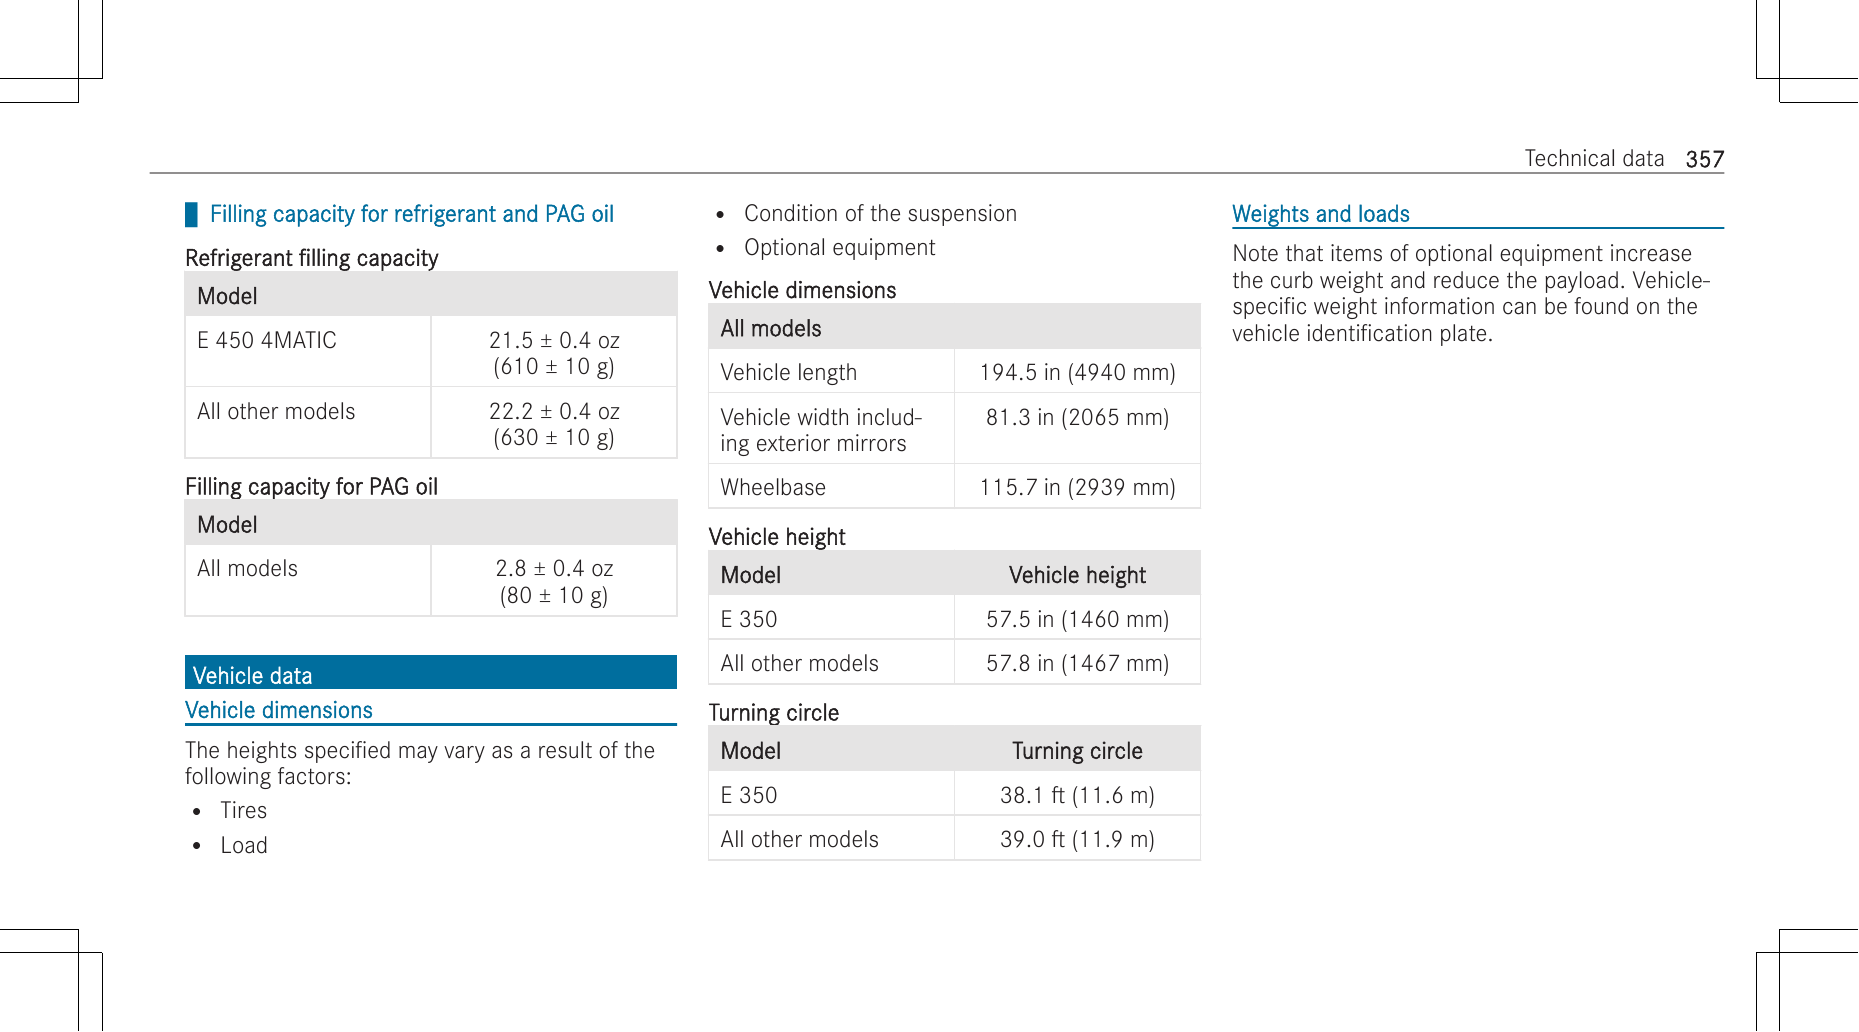 Technical data 357
Filling capacity for refrigerant and PAG oil
Refrigerant filling capacity
Model
E 450 4MATIC 21.5 ± 0.4 oz
(610 ± 10 g)
All other models 22.2 ± 0.4 oz
(630 ± 10 g)
Filling capacity for PAG oil
Model
All models 2.8 ± 0.4 oz
(80 ± 10 g)
Vehicle data
Vehicle dimensions
The heights specified may vary as a result of the
following factors:
• Tires
• Load
• Condition of the suspension
• Optional equipment
Vehicle dimensions
All models
Vehicle length 194.5 in (4940 mm)
Vehicle width includ- 81.3 in (2065 mm)
ing exterior mirrors
Wheelbase 115.7 in (2939 mm)
Vehicle height
Model Vehicle height
E 350 57.5 in (1460 mm)
All other models 57.8 in (1467 mm)
Turning circle
Model Turning circle
E 350 38.1 ft (11.6 m)
All other models 39.0 ft (11.9 m)
Weights and loads
Note that items of optional equipment increase
the curb weight and reduce the payload. Vehicle-
specific weight information can be found on the
vehicle identification plate.